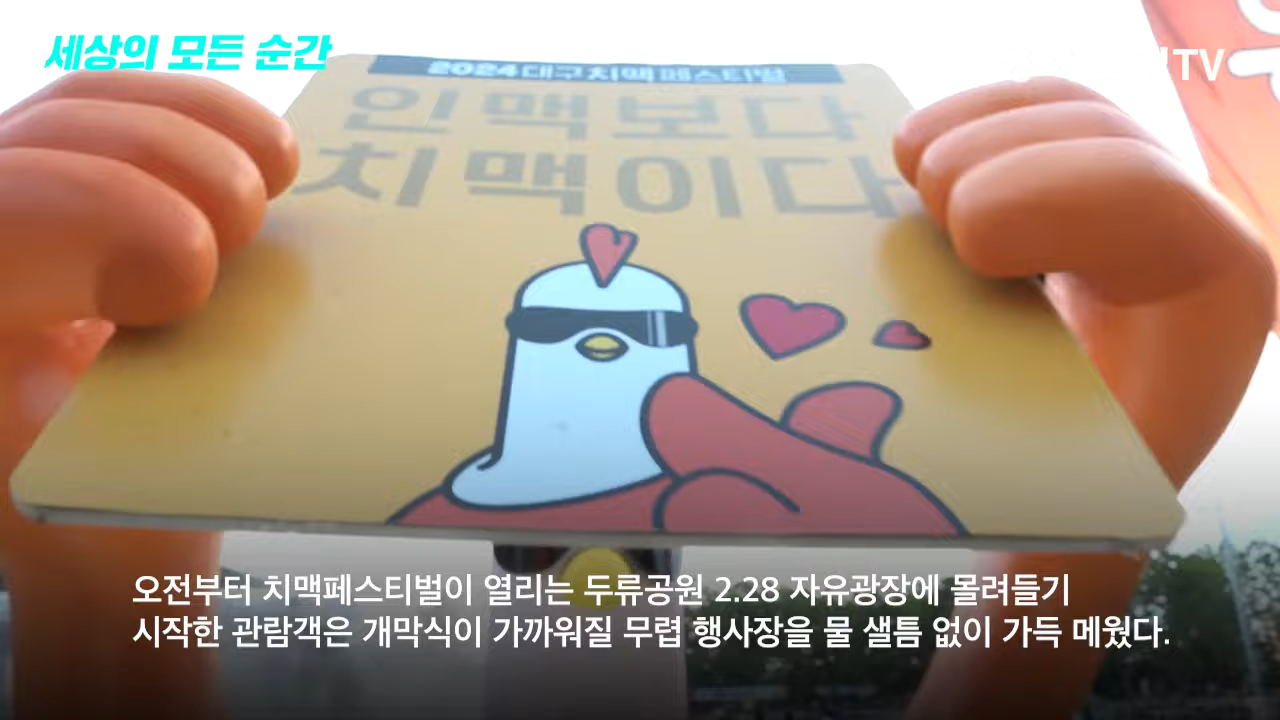 세상의 모든 순간
TV
2024 대구 치맥 페스티벌
인맥보다
치맥이다
오전부터 치맥페스티벌이 열리는 두류공원 2.28 자유광장에 몰려들기
시작한 관람객은 개막식이 가까워질 무렵 행사장을 물 샐틈 없이 가득 메웠다.